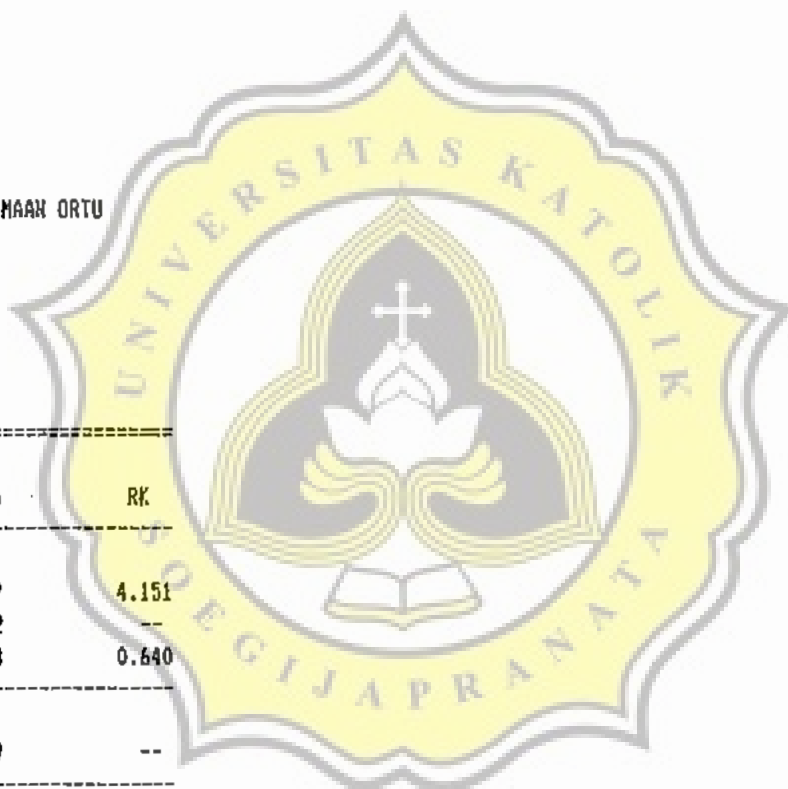 MAAN ORTU
UNIVERSITAS KATOLIK
SOEGIJAPRANATA
RK
4.151
--
0.640
--